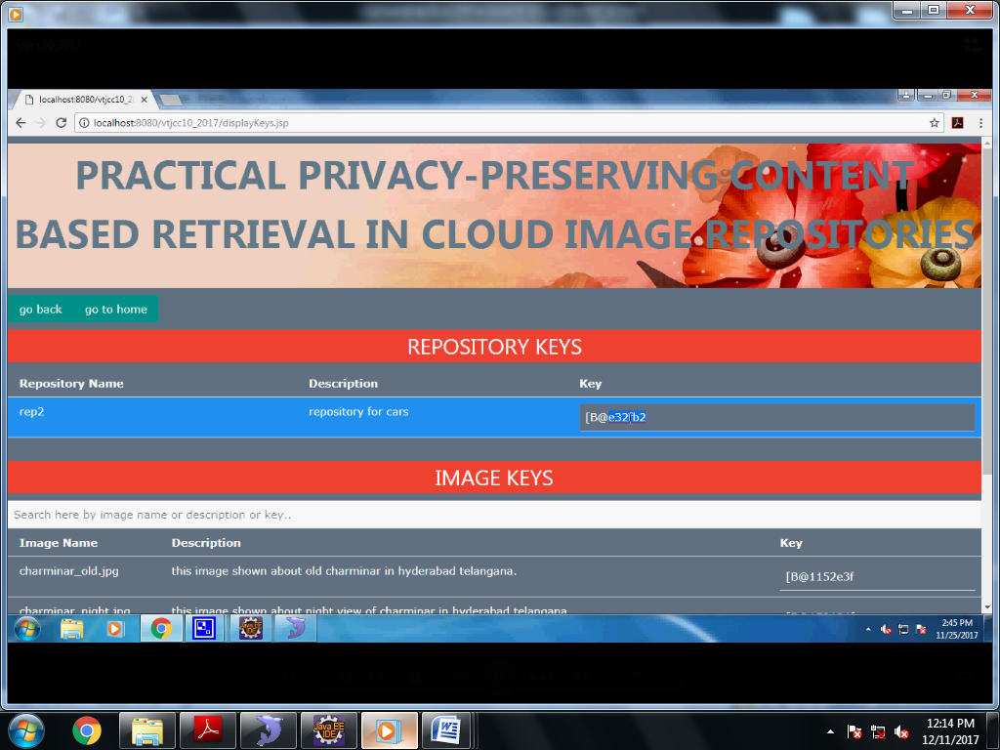 vtjcc10_2017
localhost:8080/vtjcc10_2
localhost:8080/vtjcc10_2017/displayKeys.jsp
PRACTICAL PRIVACY-PRESERVING CONTENT
BASED RETRIEVAL IN CLOUD IMAGE REPOSITORIES
go back go to home
REPOSITORY KEYS
Repository Name Description Key
rep2 repository for cars [B@e32fb2
IMAGE KEYS
Search here by image name or description or key..
Image Name Description Key
charminar_old.jpg this image shown about old charminar in hyderabad telangana. [B@1152e3f
charminar_night.jpg this image shown about night view of charminar in hyderabad telangana
2:45 PM
11/25/2017
Java EE
IDE
12:14 PM
12/11/2017